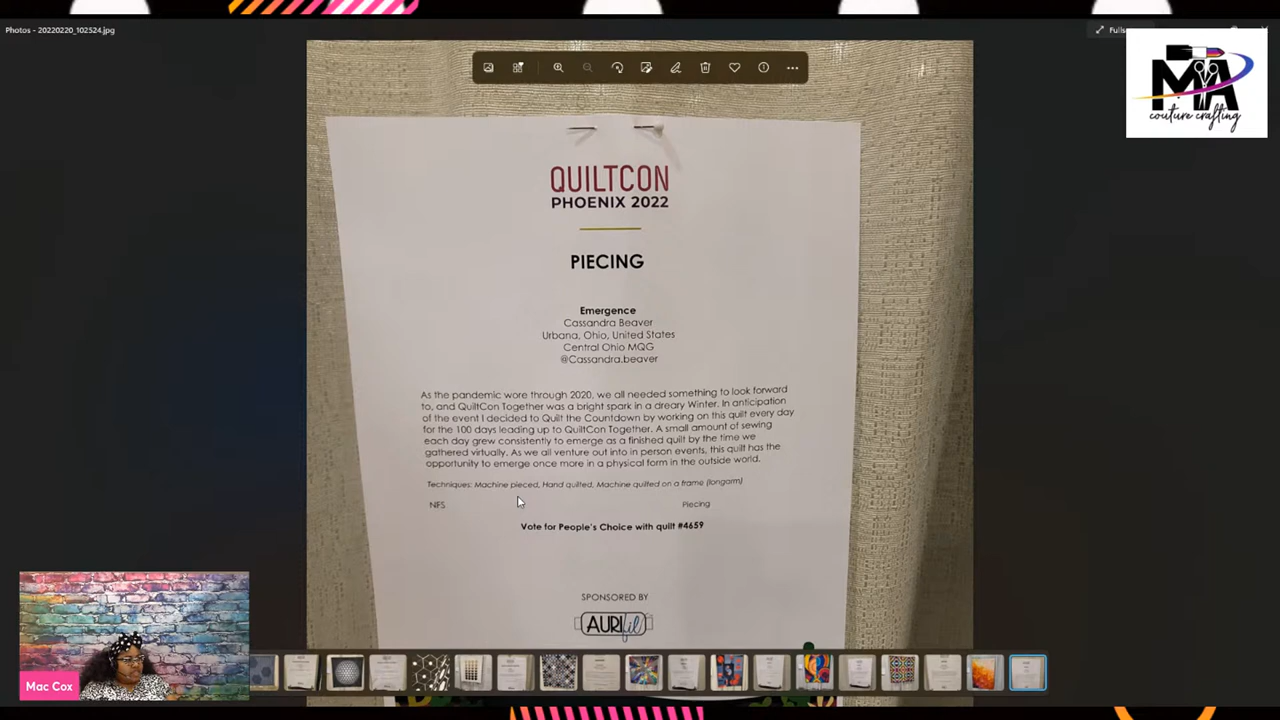 Photos - 20220220_102524.jpg
Fulls
MA
couture crafting
QUILTCON
PHOENIX 2022
PIECING
Emergence
Cassandra Beaver
Urbana, Ohio, United States
Central Ohio MQG
@Cassandra.beaver
As the pandemic wore through 2020, we all needed something to look forward
to, and QuiltCon Together was a bright spark in a dreary Winter. In anticipation
of the event I decided to Quilt the Countdown by working on this quilt every day
for the 100 days leading up to QuiltCon Together. A small amount of sewing
each day grew consistently to emerge as a finished quilt by the time we
gathered virtually. As we all venture out into in person events, this quilt has the
opportunity to emerge once more in a physical form in the outside world.
Techniques: Machine pieced, Hand quilted, Machine quilted on a frame (longarm)
NFS Piecing
Vote for People's Choice with quilt #4659
SPONSORED BY
AURIfil
Mac Cox